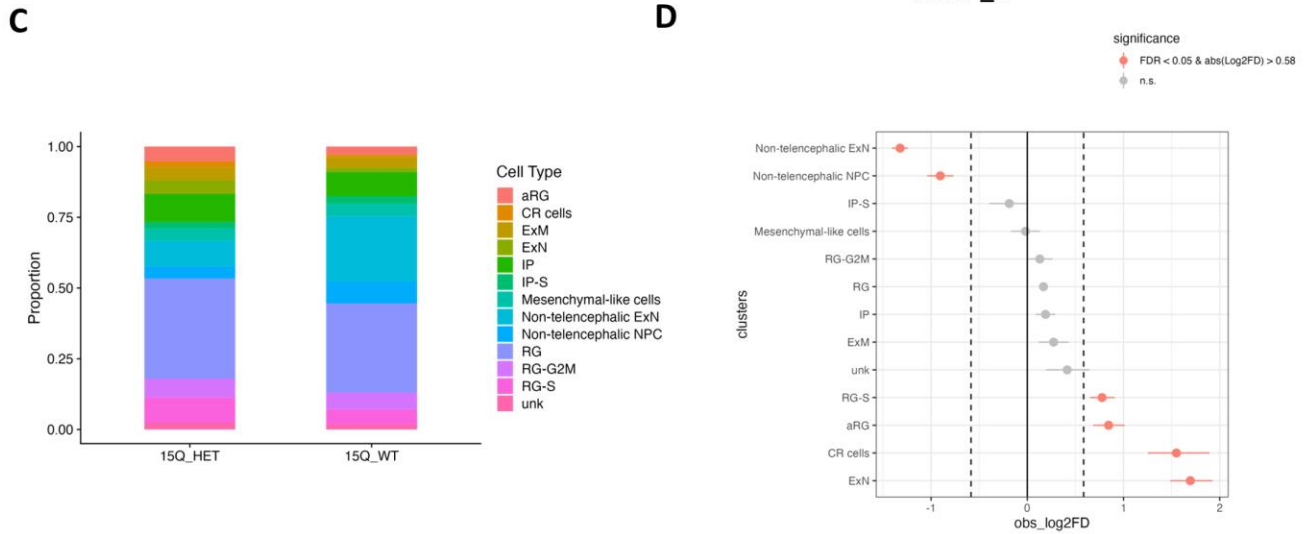 C
D
1.00
0.75
0.50
0.25
0.00
Proportion
15Q_HET
15Q_WT
Cell Type
aRG
CR cells
ExM
ExN
IP
IP-S
Mesenchymal-like cells
Non-telencephalic ExN
Non-telencephalic NPC
RG
RG-G2M
RG-S
unk
significance
FDR < 0.05 & abs(Log2FD) > 0.58
n.s.
clusters
Non-telencephalic ExN
Non-telencephalic NPC
IP-S
Mesenchymal-like cells
RG-G2M
RG
IP
ExM
unk
RG-S
aRG
CR cells
ExN
-1
0
1
2
obs_log2FD